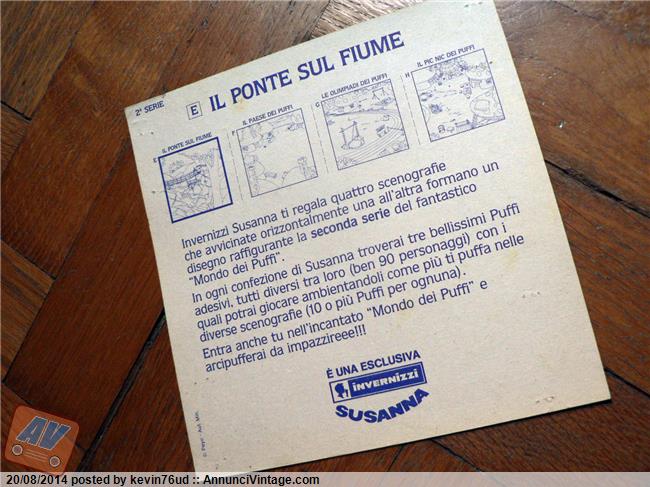 2ª SERIE
E IL PONTE SUL FIUME
E IL PONTE SUL FIUME
F IL PAESE DEI PUFFI
G LE OLIMPIADI DEI PUFFI
H IL PIC NIC DEI PUFFI
Invernizzi Susanna ti regala quattro scenografie
che avvicinate orizzontalmente una all'altra formano un
disegno raffigurante la seconda serie del fantastico
"Mondo dei Puffi".
In ogni confezione di Susanna troverai tre bellissimi Puffi
adesivi, tutti diversi tra loro (ben 90 personaggi) con i
quali potrai giocare ambientandoli come più ti puffa nelle
diverse scenografie (10 o più Puffi per ognuna).
Entra anche tu nell'incantato "Mondo dei Puffi" e
arcipufferai da impazzireee!!!
È UNA ESCLUSIVA
INVERNIZZI
SUSANNA
© Peyo - Aut. Min.
AV
20/08/2014 posted by kevin76ud :: AnnunciVintage.com